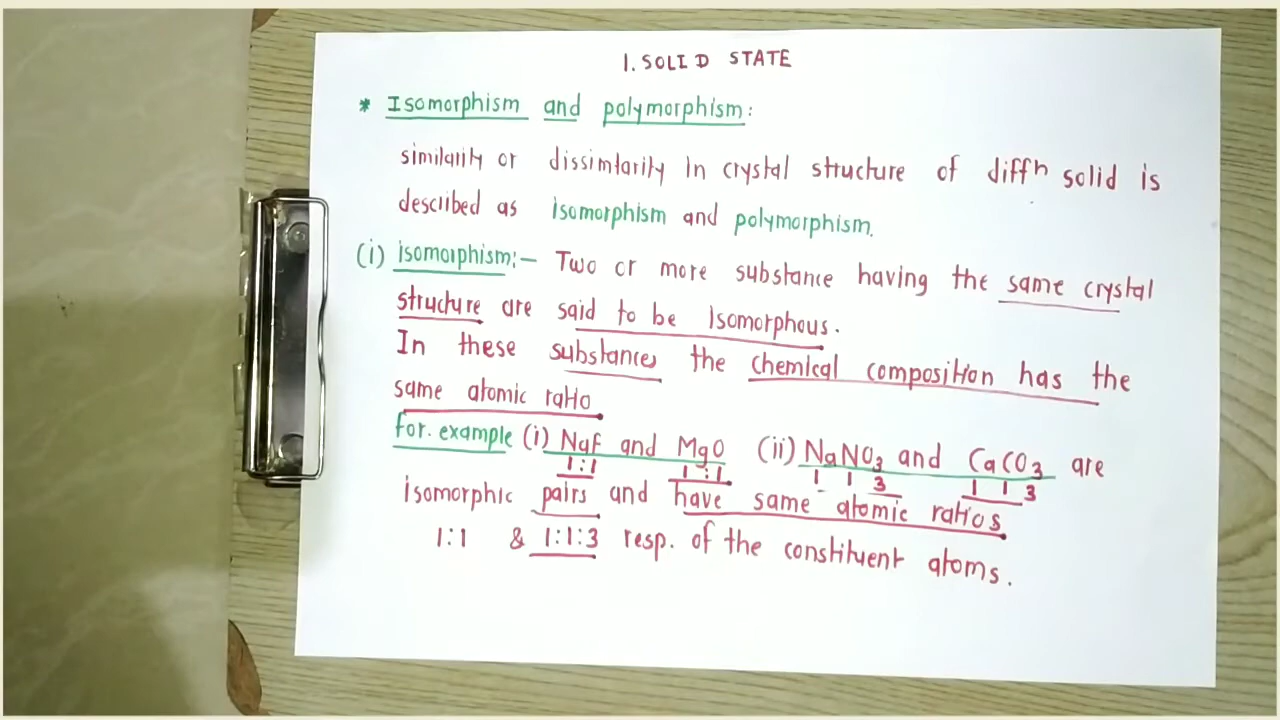 1. SOLID STATE
* Isomorphism and polymorphism:
similarity or dissimilarity in crystal structure of diffn solid is
described as isomorphism and polymorphism.
(i) isomorphism:- Two or more substance having the same crystal
structure are said to be Isomorphous.
In these substances the chemical composition has the
same atomic ratio
for. example (i) NaF and MgO (ii) NaNO3 and CaCO3 are
1:1 1:1 1 1 3 1 1 3
isomorphic pairs and have same atomic ratios
1:1 & 1:1:3 resp. of the constituent atoms.